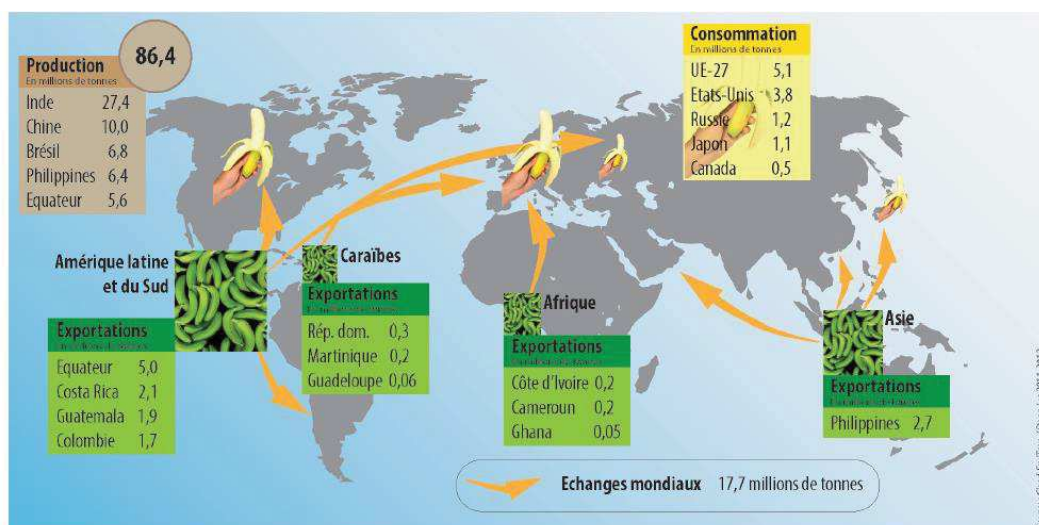 86,4
Production
En millions de tonnes
Inde 27,4
Chine 10,0
Brésil 6,8
Philippines 6,4
Equateur 5,6
Consommation
En millions de tonnes
UE-27 5,1
Etats-Unis 3,8
Russie 1,2
Japon 1,1
Canada 0,5
Amérique latine
et du Sud
Exportations
En millions de tonnes
Equateur 5,0
Costa Rica 2,1
Guatemala 1,9
Colombie 1,7
Caraïbes
Exportations
Rép. dom. 0,3
Martinique 0,2
Guadeloupe 0,06
Afrique
Exportations
Côte d'Ivoire 0,2
Cameroun 0,2
Ghana 0,05
Asie
Exportations
Philippines 2,7
Echanges mondiaux 17,7 millions de tonnes